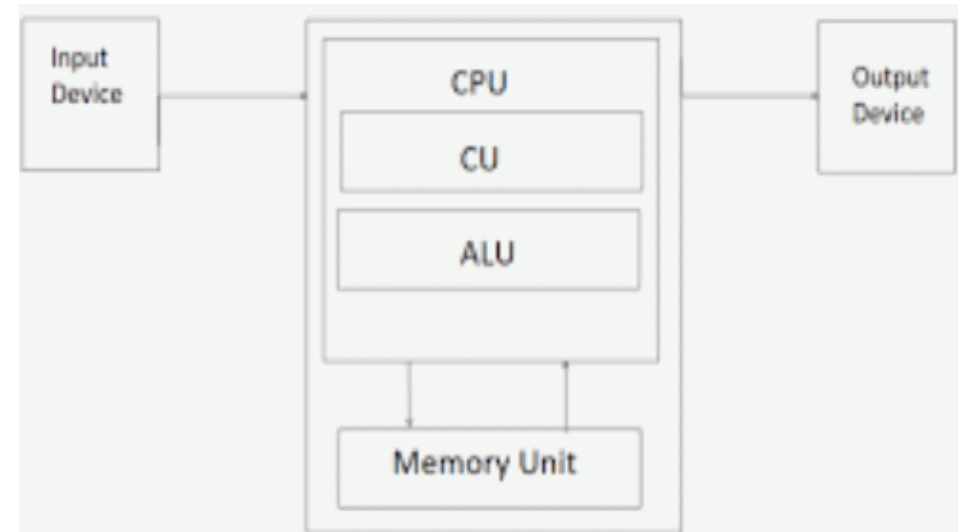 Input
Device
CPU
CU
ALU
Memory Unit
Output
Device